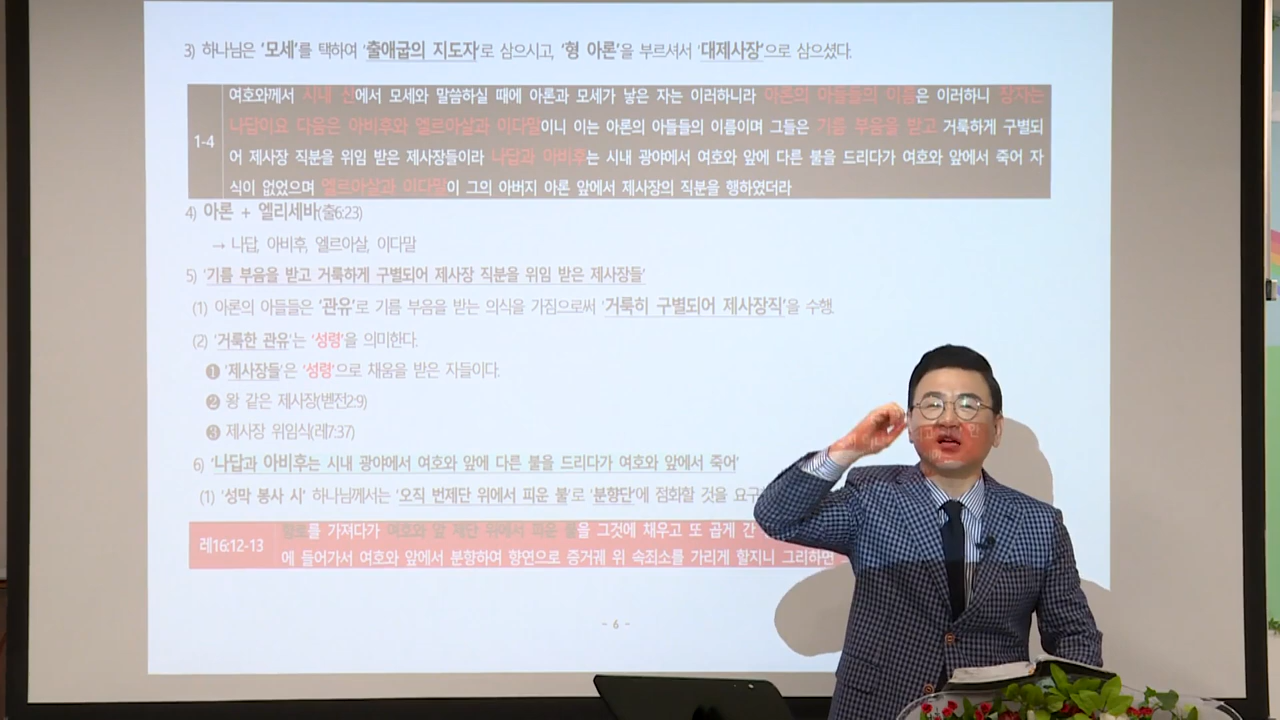 3) 하나님은 '모세'를 택하여 '출애굽의 지도자'로 삼으시고, '형 아론'을 부르셔서 '대제사장'으로 삼으셨다.
1-4
여호와께서 시내 산에서 모세와 말씀하실 때에 아론과 모세가 낳은 자는 이러하니라 아론의 아들들의 이름은 이러하니 장자는
나답이요 다음은 아비후와 엘르아살과 이다말이니 이는 아론의 아들들의 이름이며 그들은 기름 부음을 받고 거룩하게 구별되
어 제사장 직분을 위임 받은 제사장들이라 나답과 아비후는 시내 광야에서 여호와 앞에 다른 불을 드리다가 여호와 앞에서 죽어 자
식이 없었으며 엘르아살과 이다말이 그의 아버지 아론 앞에서 제사장의 직분을 행하였더라
4) 아론 + 엘리세바(출6:23)
→ 나답, 아비후, 엘르아살, 이다말
5) '기름 부음을 받고 거룩하게 구별되어 제사장 직분을 위임 받은 제사장들'
(1) 아론의 아들들은 '관유'로 기름 부음을 받는 의식을 가짐으로써 '거룩히 구별되어 제사장직'을 수행.
(2) '거룩한 관유'는 '성령'을 의미한다.
❶ '제사장들'은 '성령'으로 채움을 받은 자들이다.
❷ 왕 같은 제사장(벧전2:9)
❸ 제사장 위임식(레7:37)
6) '나답과 아비후는 시내 광야에서 여호와 앞에 다른 불을 드리다가 여호와 앞에서 죽어'
(1) '성막 봉사 시' 하나님께서는 '오직 번제단 위에서 피운 불'로 '분향단'에 점화할 것을 요구
레16:12-13
향로를 가져다가 여호와 앞 제단 위에서 피운 불을 그것에 채우고 또 곱게 간
에 들어가서 여호와 앞에서 분향하여 향연으로 증거궤 위 속죄소를 가리게 할지니 그리하면
- 6 -